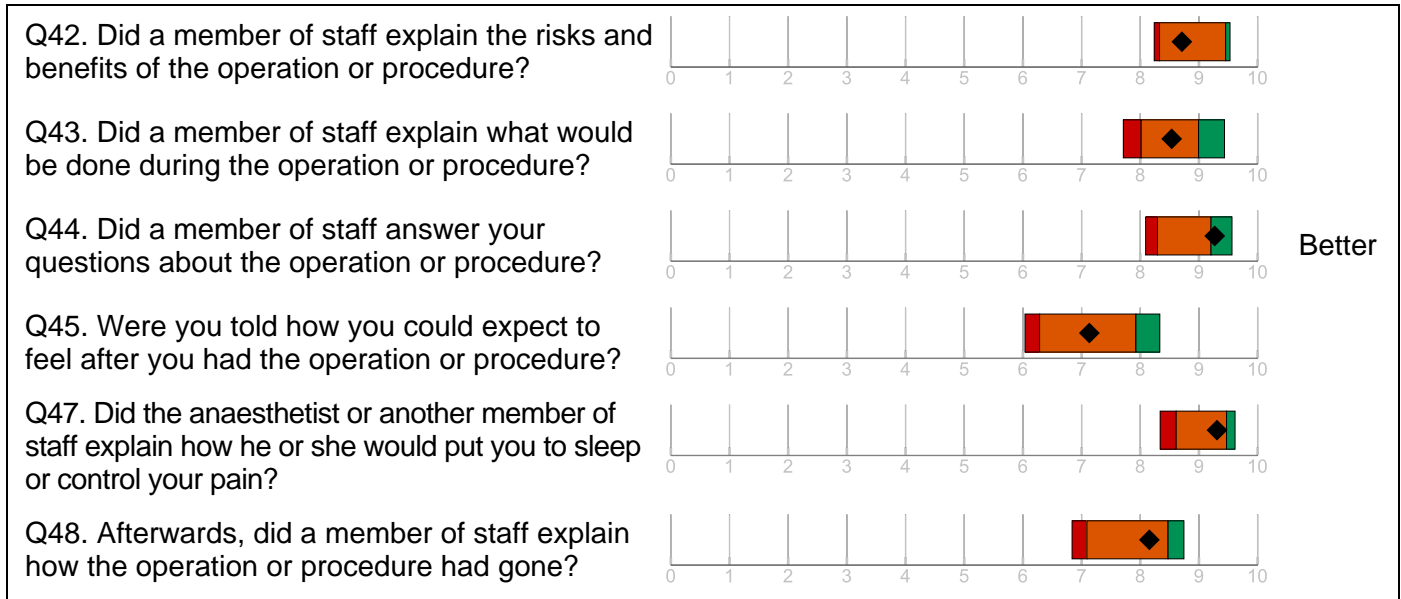 Q42. Did a member of staff explain the risks and
benefits of the operation or procedure?
0 1 2 3 4 5 6 7 8 9 10
Q43. Did a member of staff explain what would
be done during the operation or procedure?
0 1 2 3 4 5 6 7 8 9 10
Q44. Did a member of staff answer your
questions about the operation or procedure?
Better
0 1 2 3 4 5 6 7 8 9 10
Q45. Were you told how you could expect to
feel after you had the operation or procedure?
0 1 2 3 4 5 6 7 8 9 10
Q47. Did the anaesthetist or another member of
staff explain how he or she would put you to sleep
or control your pain?
0 1 2 3 4 5 6 7 8 9 10
Q48. Afterwards, did a member of staff explain
how the operation or procedure had gone?
0 1 2 3 4 5 6 7 8 9 10